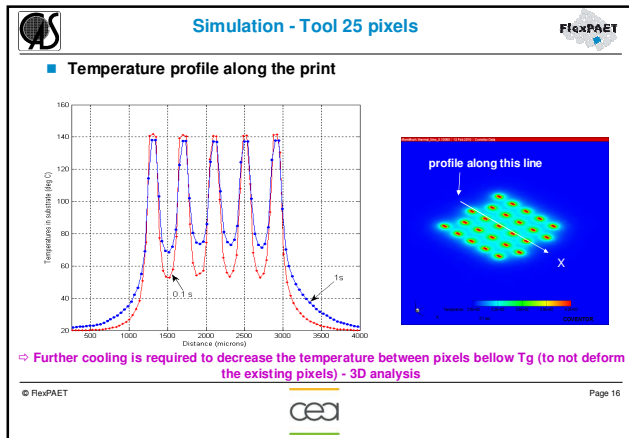 Simulation - Tool 25 pixels
FlexPAET
Temperature profile along the print
160
140
120
100
80
60
40
20
Temperatures in substrate (deg C)
500
1000
1500
2000
2500
3000
3500
4000
Distance (microns)
0.1 s
1s
profile along this line
X
⇨ Further cooling is required to decrease the temperature between pixels bellow Tg (to not deform
the existing pixels) - 3D analysis
© FlexPAET
cea
Page 16